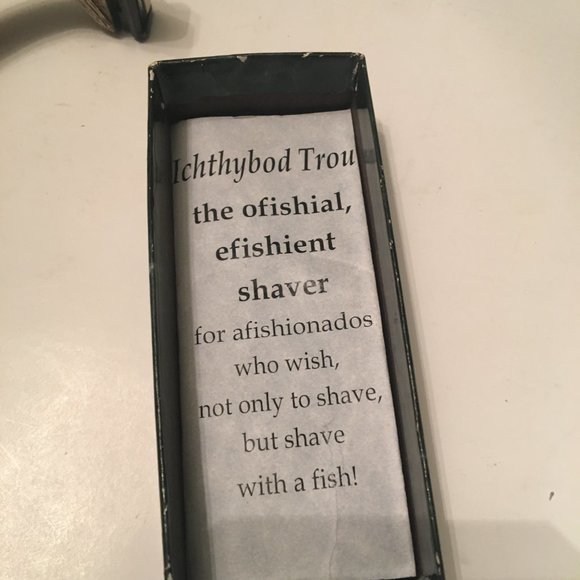 Ichthybod Trou
the ofishial,
efishient
shaver
for afishionados
who wish,
not only to shave,
but shave
with a fish!